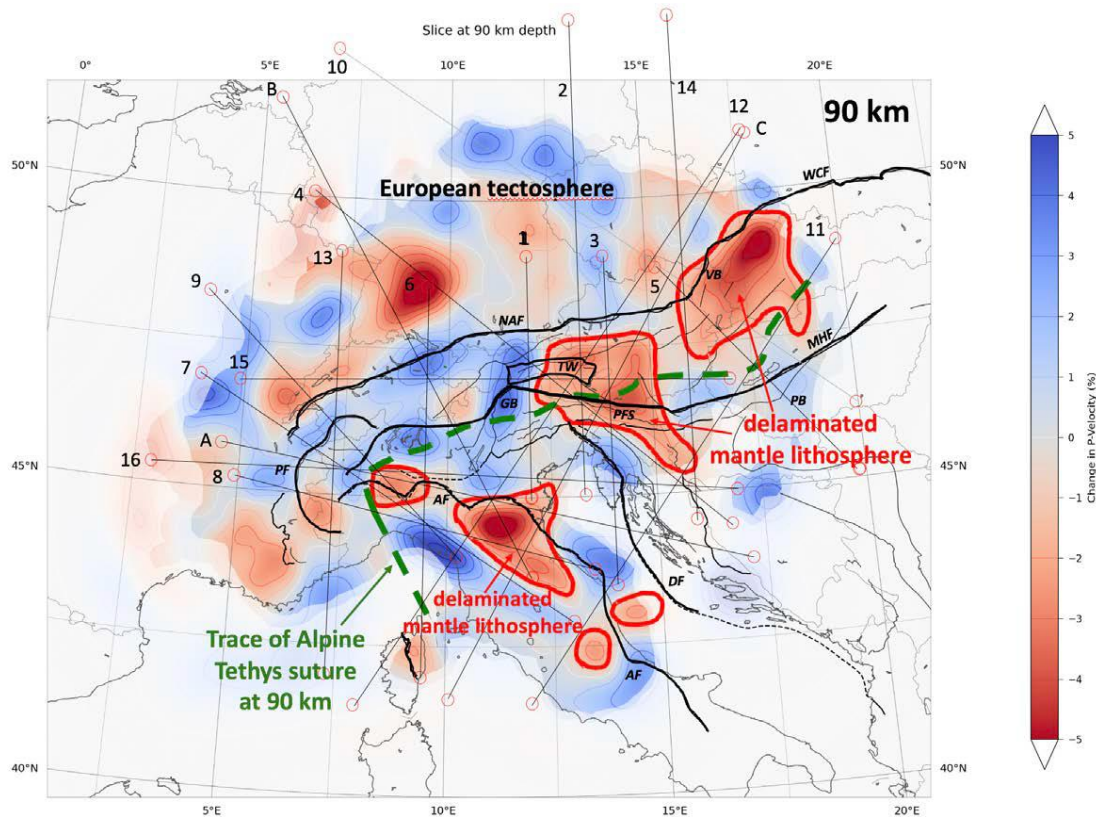 Slice at 90 km depth
0° 5°E 10°E 15°E 20°E
10
B
2
14
12
C
90 km
50°N
50°N
European tectosphere
WCF
4
1
3
11
13
VB
9
6
5
NAF
MHF
7
15
TW
GB
PFS
PB
delaminated
mantle lithosphere
A
16
8
PF
45°N
45°N
AF
DF
delaminated
mantle lithosphere
Trace of Alpine
Tethys suture
at 90 km
AF
40°N
40°N
5°E 10°E 15°E 20°E
5
4
3
2
1
0
−1
−2
−3
−4
−5
Change in P-Velocity (%)